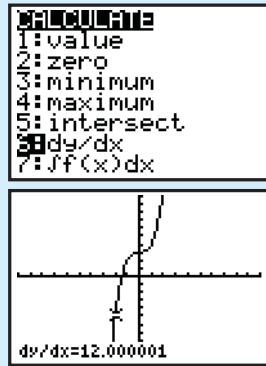 CALCULATE
1:value
2:zero
3:minimum
4:maximum
5:intersect
6:dy/dx
7:∫f(x)dx
dy/dx=12.000001